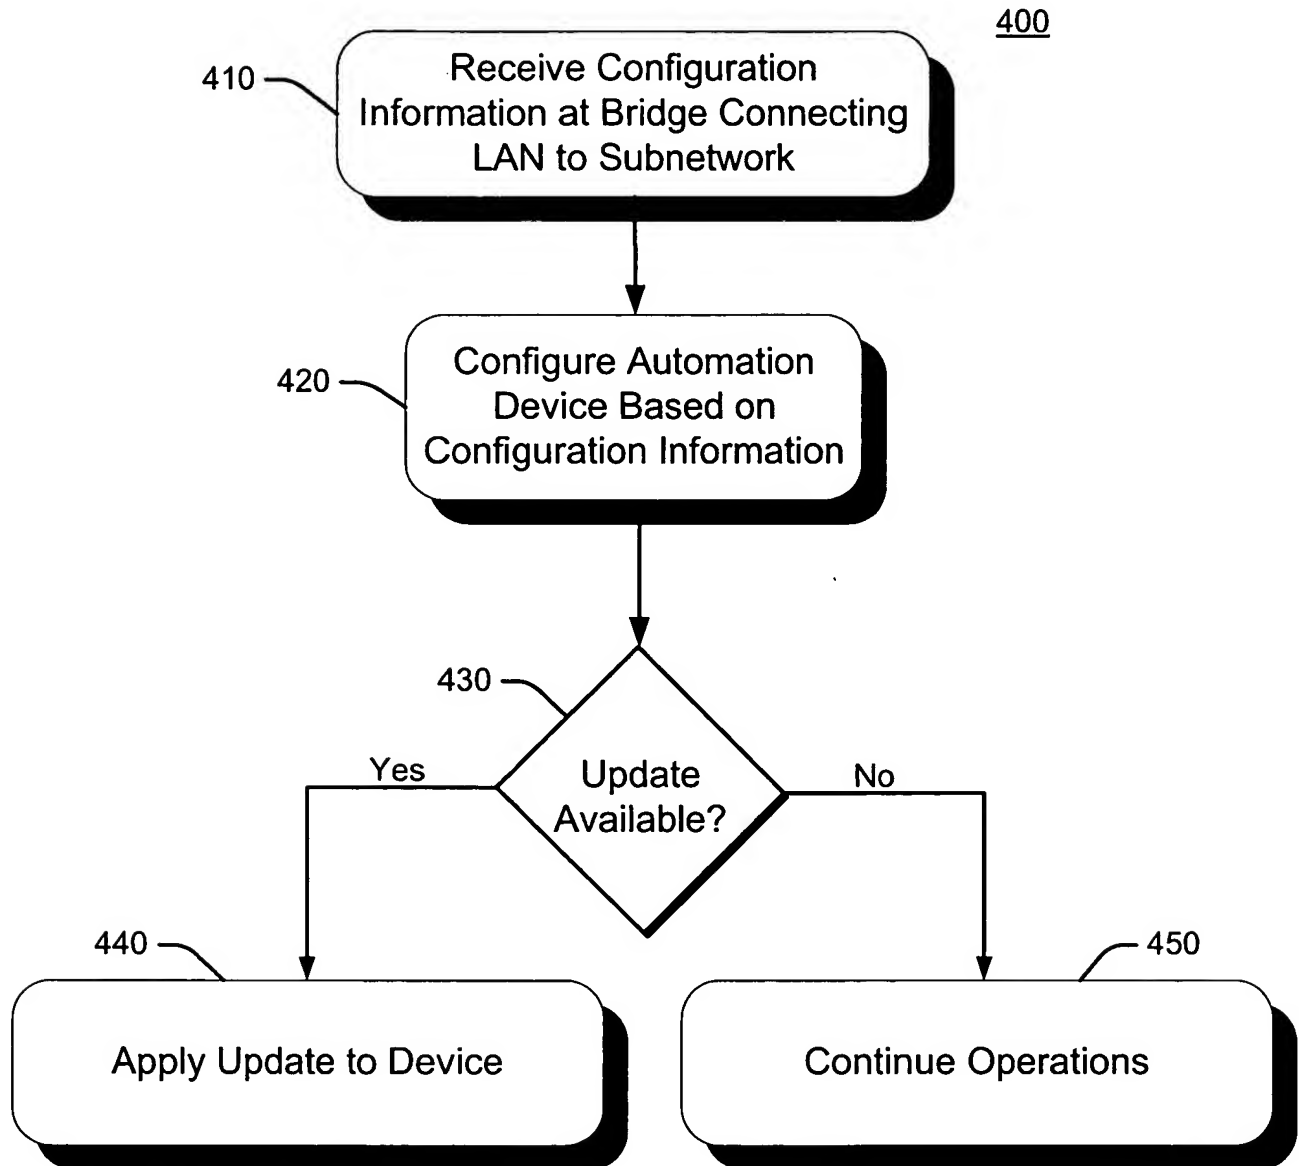 400
410
Receive Configuration
Information at Bridge Connecting
LAN to Subnetwork
420
Configure Automation
Device Based on
Configuration Information
430
Update
Available?
Yes
No
440
Apply Update to Device
450
Continue Operations